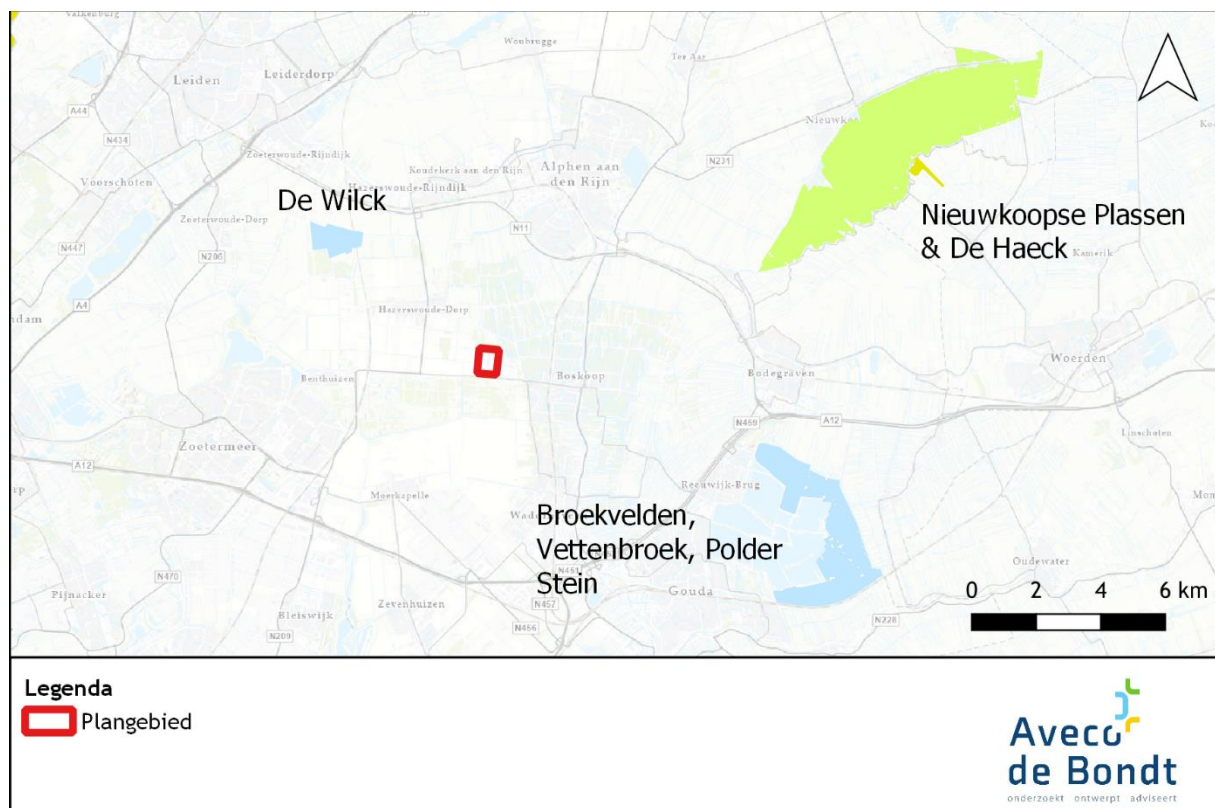 Valkenburg
Leiden
Leiderdorp
Woubrugge
Ter Aar
A44
N434
Zoeterwoude-Rijndijk
Koudekerk aan den Rijn
Alphen aan
den Rijn
N231
Voorschoten
De Wilck
Hazerswoude-Rijndijk
Zoeterwoude-Dorp
N11
N447
N206
Nieuwkoopse Plassen
& De Haeck
Kamerik
A4
Hazerswoude-Dorp
Benthuizen
Boskoop
Bodegraven
Woerden
N459
A12
Linschoten
Zoetermeer
A12
Moerkapelle
Reeuwijk-Brug
Broekvelden,
Vettenbroek, Polder
Stein
N451
Oudewater
Pijnacker
N470
Bleiswijk
Zevenhuizen
N457
Gouda
N209
N456
N228
0 2 4 6 km
Legenda
Plangebied
Aveco
de Bondt
onderzoekt ontwerpt adviseert